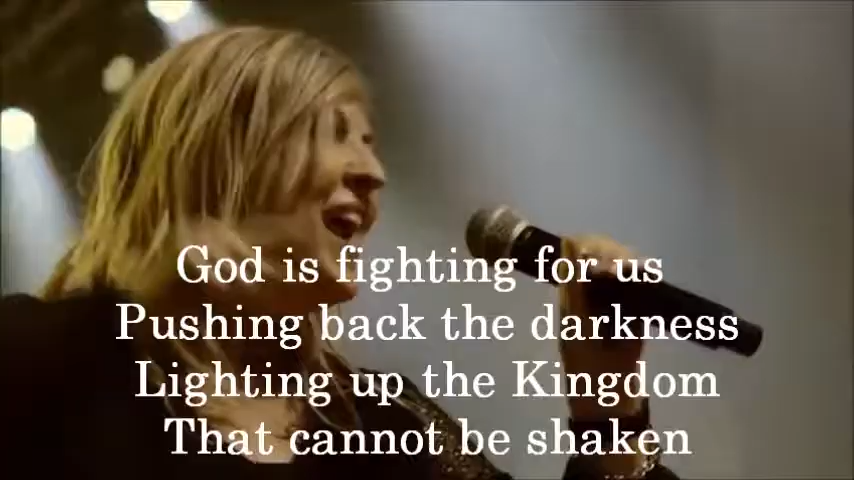 God is fighting for us
Pushing back the darkness
Lighting up the Kingdom
That cannot be shaken